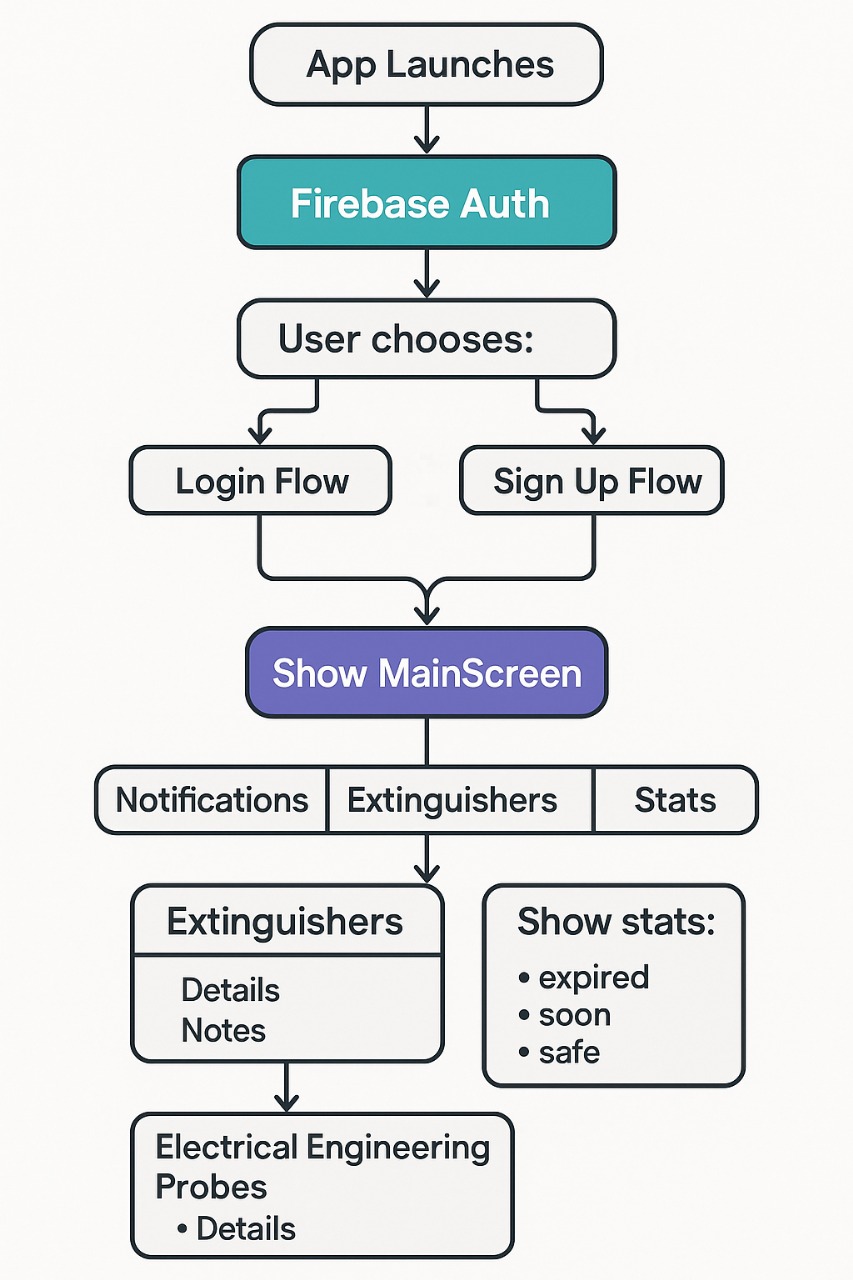 App Launches
Firebase Auth
User chooses:
Login Flow
Sign Up Flow
Show MainScreen
Notifications
Extinguishers
Stats
Extinguishers
Details
Notes
Show stats:
• expired
• soon
• safe
Electrical Engineering
Probes
• Details